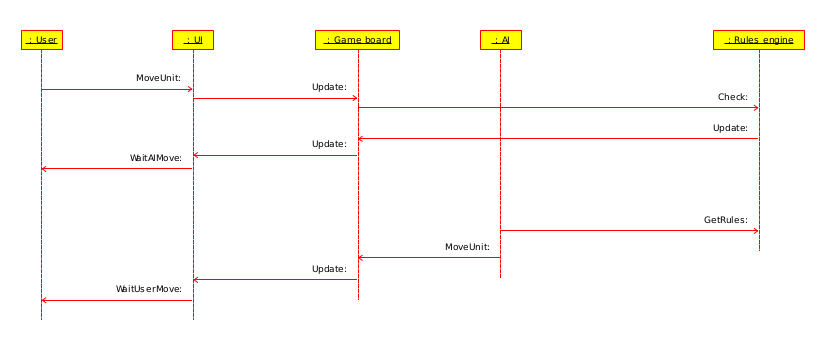 : User
: UI
: Game board
: AI
: Rules engine
MoveUnit:
Update:
Check:
Update:
Update:
WaitAIMove:
GetRules:
MoveUnit:
Update:
WaitUserMove: